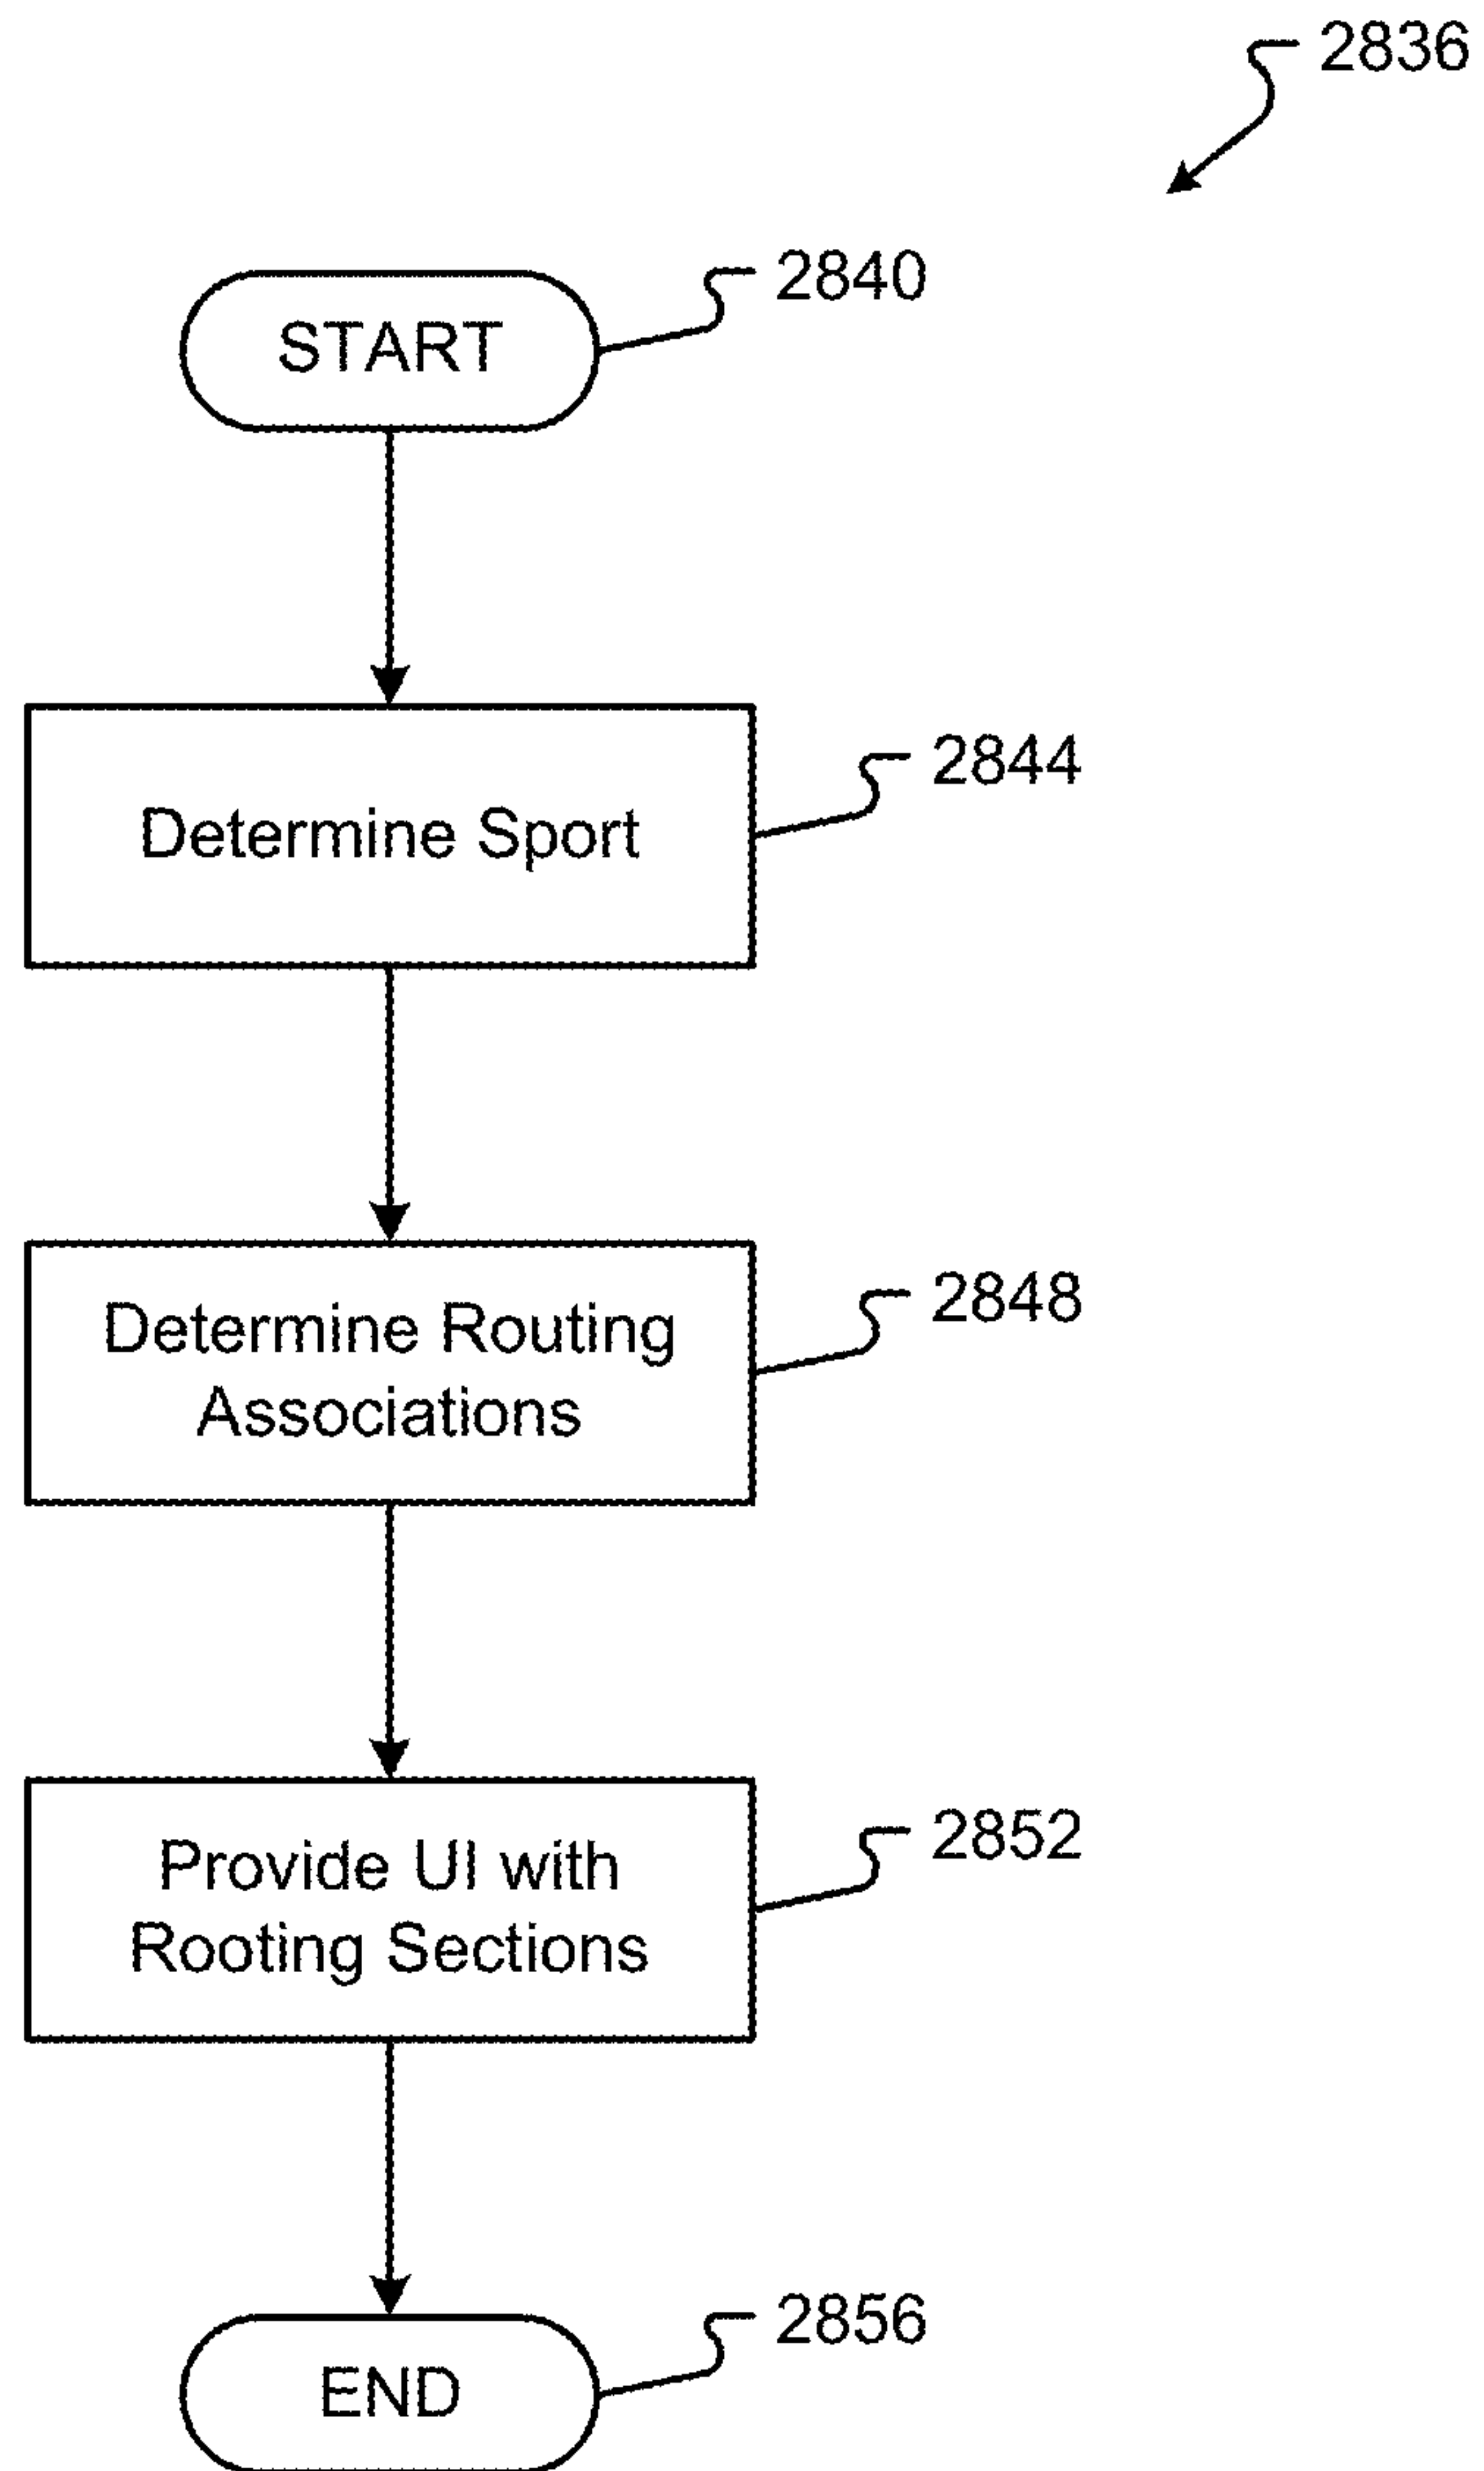 2836
START
2840
Determine Sport
2844
Determine Routing
Associations
2848
Provide UI with
Rooting Sections
2852
END
2856